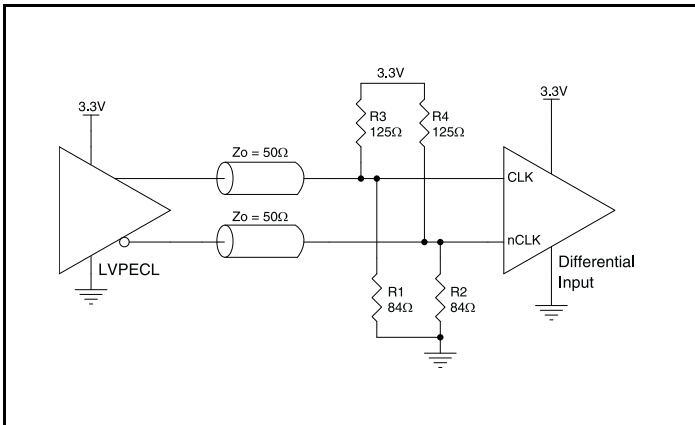 3.3V
3.3V
3.3V
R3
125Ω
R4
125Ω
Zo = 50Ω
CLK
Zo = 50Ω
nCLK
LVPECL
Differential
Input
R1
84Ω
R2
84Ω